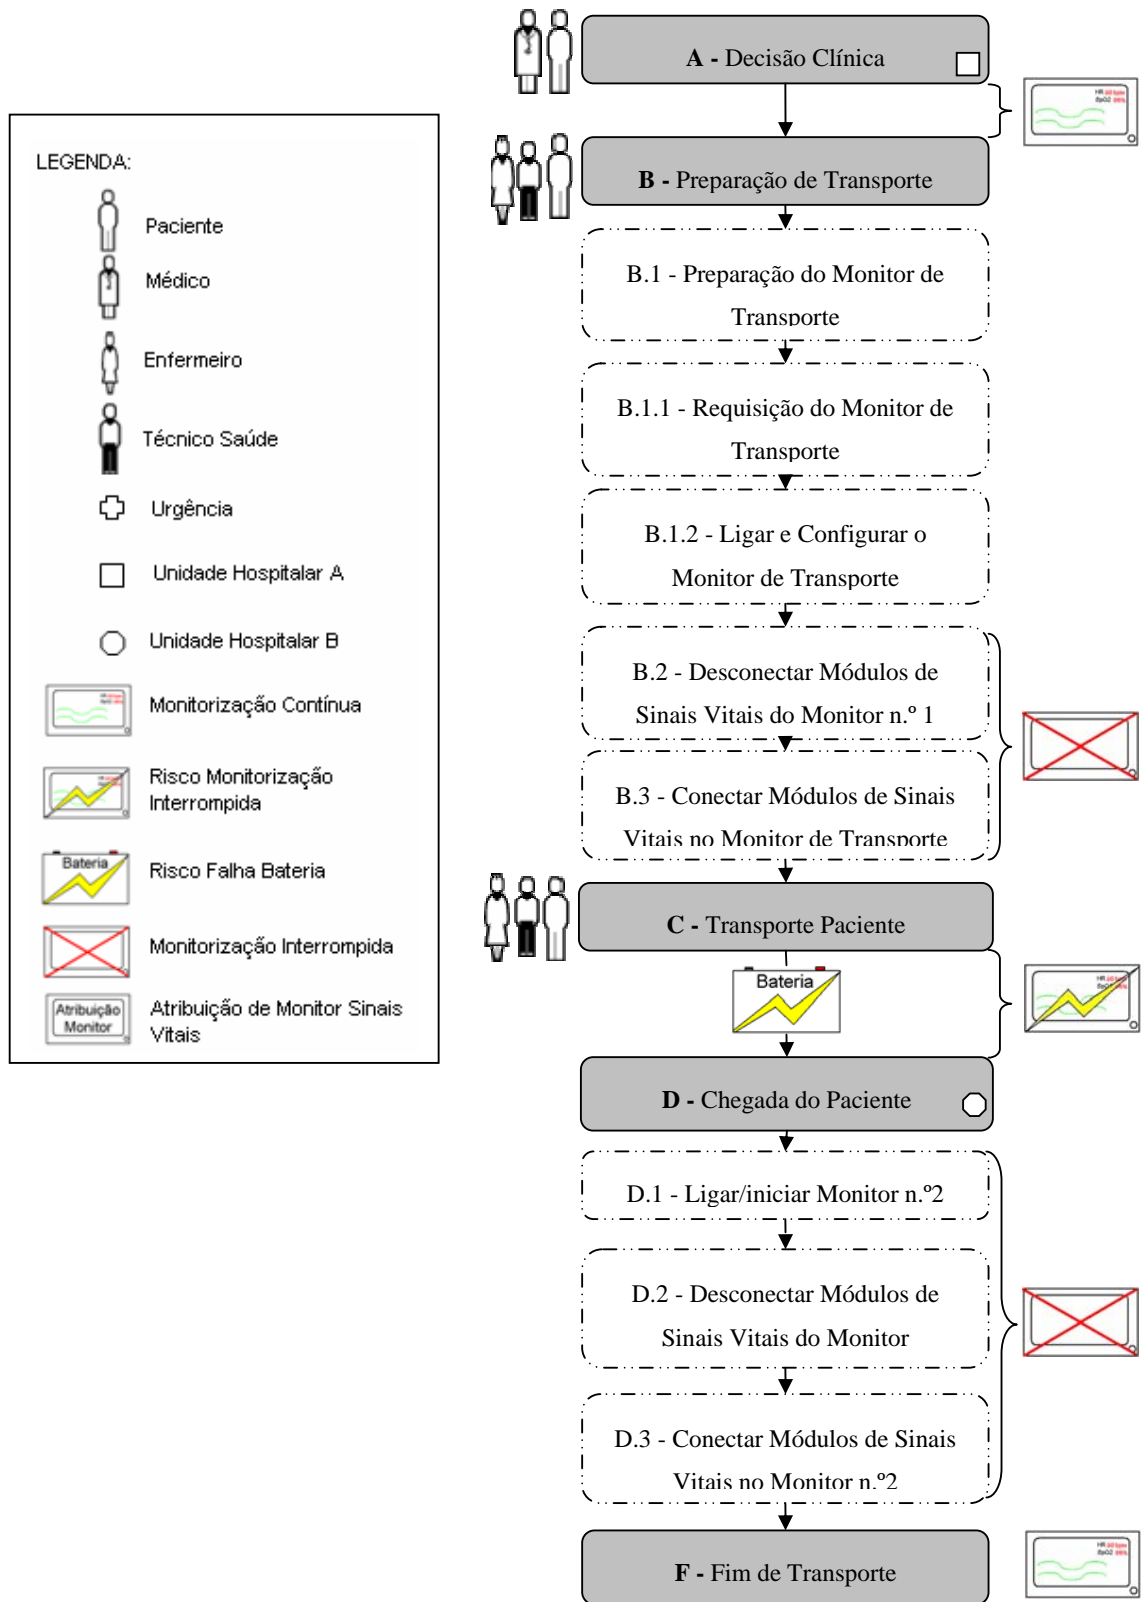 LEGENDA:
Paciente
Médico
Enfermeiro
Técnico Saúde
Urgência
Unidade Hospitalar A
Unidade Hospitalar B
Monitorização Contínua
Risco Monitorização
Interrompida
Bateria
Risco Falha Bateria
Monitorização Interrompida
Atribuição
Monitor
Atribuição de Monitor Sinais
Vitais
A - Decisão Clínica
B - Preparação de Transporte
B.1 - Preparação do Monitor de
Transporte
B.1.1 - Requisição do Monitor de
Transporte
B.1.2 - Ligar e Configurar o
Monitor de Transporte
B.2 - Desconectar Módulos de
Sinais Vitais do Monitor n.º 1
B.3 - Conectar Módulos de Sinais
Vitais no Monitor de Transporte
C - Transporte Paciente
Bateria
D - Chegada do Paciente
D.1 - Ligar/iniciar Monitor n.º2
D.2 - Desconectar Módulos de
Sinais Vitais do Monitor
D.3 - Conectar Módulos de Sinais
Vitais no Monitor n.º2
F - Fim de Transporte